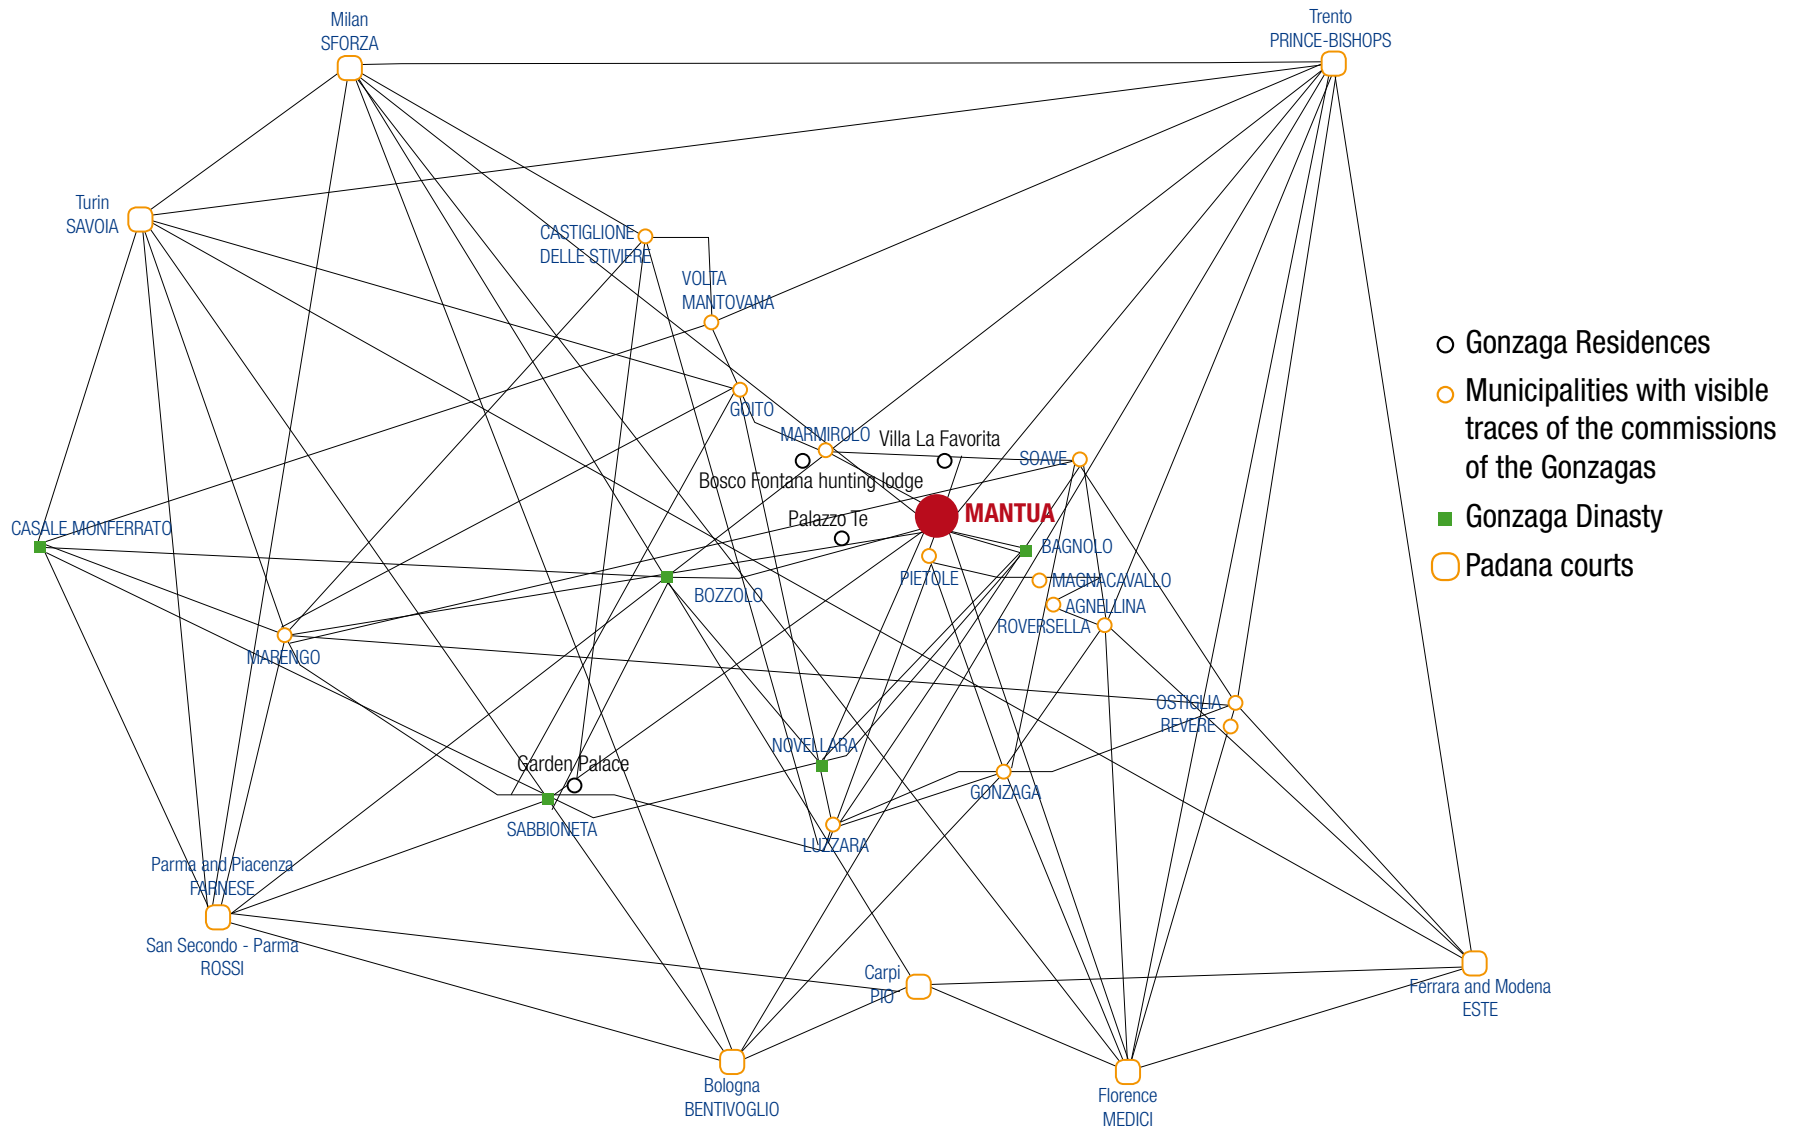 Milan
SFORZA
Trento
PRINCE-BISHOPS
Turin
SAVOIA
CASTIGLIONE
DELLE STIVIERE
VOLTA
MANTOVANA
Gonzaga Residences
Municipalities with visible
traces of the commissions
of the Gonzagas
Gonzaga Dinasty
Padana courts
GOITO
MARMIROLO
Villa La Favorita
SOAVE
Bosco Fontana hunting lodge
Palazzo Te
MANTUA
CASALE MONFERRATO
BAGNOLO
PIETOLE
MAGNACAVALLO
BOZZOLO
AGNELLINA
ROVERSELLA
MARENGO
OSTIGLIA
REVERE
NOVELLARA
Garden Palace
GONZAGA
SABBIONETA
LUZZARA
Parma and Piacenza
FARNESE
San Secondo - Parma
ROSSI
Carpi
PIO
Ferrara and Modena
ESTE
Bologna
BENTIVOGLIO
Florence
MEDICI